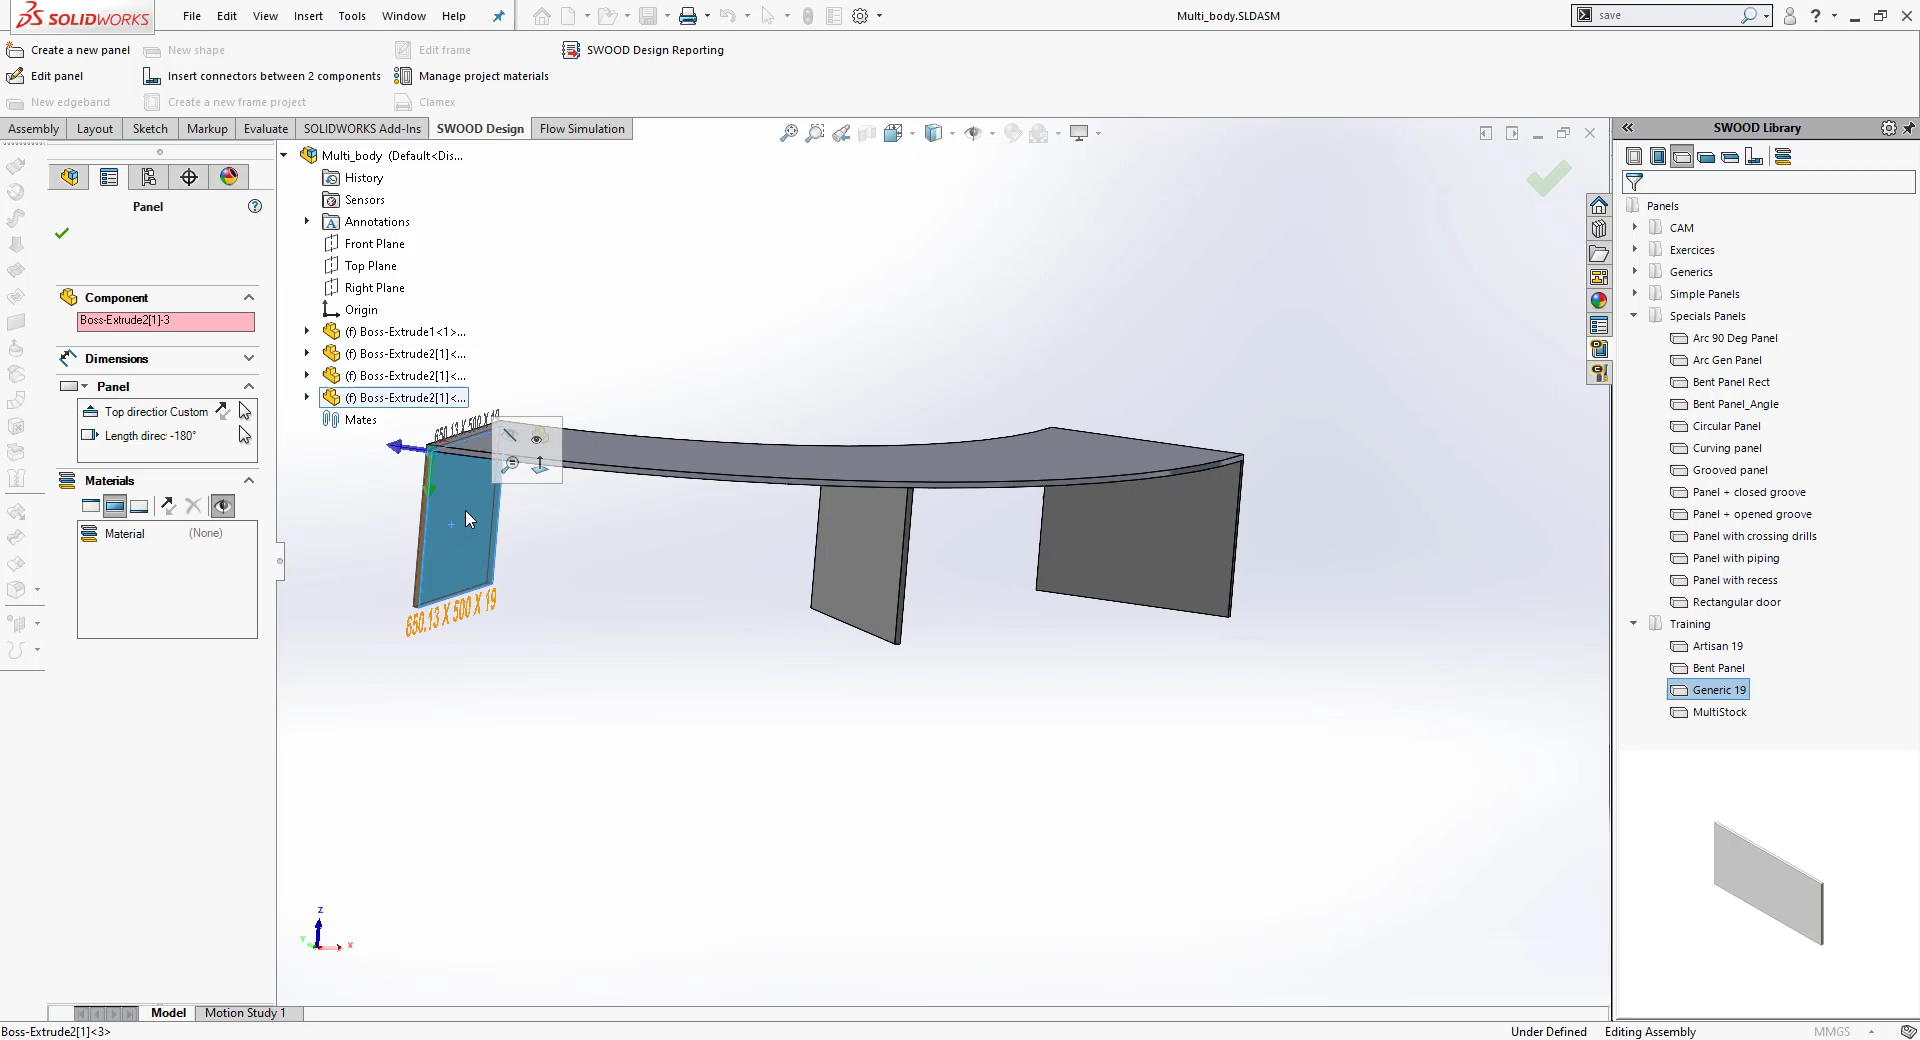 SOLIDWORKS
File Edit View Insert Tools Window Help
Multi_body.SLDASM
save
Create a new panel
New shape
Edit frame
SWOOD Design Reporting
Edit panel
Insert connectors between 2 components
Manage project materials
New edgeband
Create a new frame project
Clamex
Assembly
Layout
Sketch
Markup
Evaluate
SOLIDWORKS Add-Ins
SWOOD Design
Flow Simulation
Panel
Component
Boss-Extrude2[1]-3
Dimensions
Panel
Top direction Custom
Length direc -180°
Materials
Material (None)
Multi_body (Default<Dis...
History
Sensors
Annotations
Front Plane
Top Plane
Right Plane
Origin
(f) Boss-Extrude1<1>...
(f) Boss-Extrude2[1]<...
(f) Boss-Extrude2[1]<...
(f) Boss-Extrude2[1]<...
Mates
650.13 X 500 X 19
650.13 X 500 X 19
Z
Y
X
SWOOD Library
Panels
CAM
Exercices
Generics
Simple Panels
Specials Panels
Arc 90 Deg Panel
Arc Gen Panel
Bent Panel Rect
Bent Panel_Angle
Circular Panel
Curving panel
Grooved panel
Panel + closed groove
Panel + opened groove
Panel with crossing drills
Panel with piping
Panel with recess
Rectangular door
Training
Artisan 19
Bent Panel
Generic 19
MultiStock
Model
Motion Study 1
Boss-Extrude2[1]<3>
Under Defined
Editing Assembly
MMGS